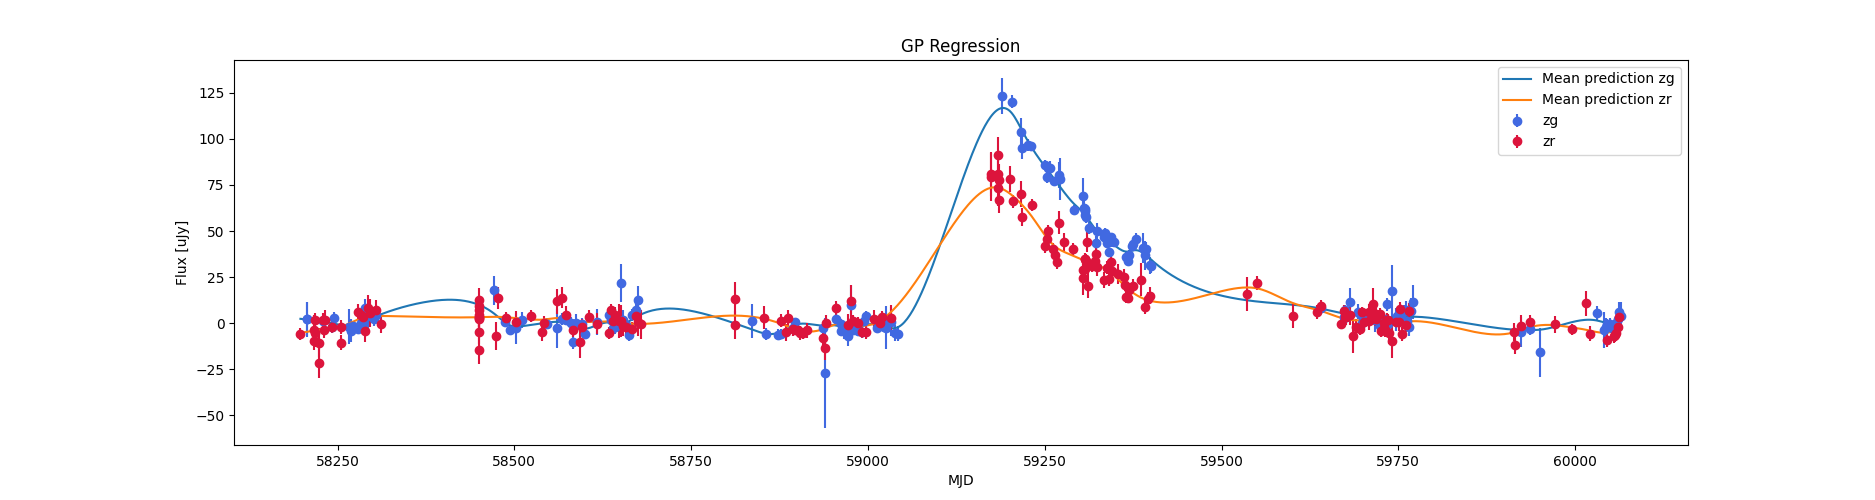 GP Regression
Mean prediction zg
Mean prediction zr
zg
zr
Flux [uJy]
125
100
75
50
25
0
−25
−50
58250 58500 58750 59000 59250 59500 59750 60000
MJD